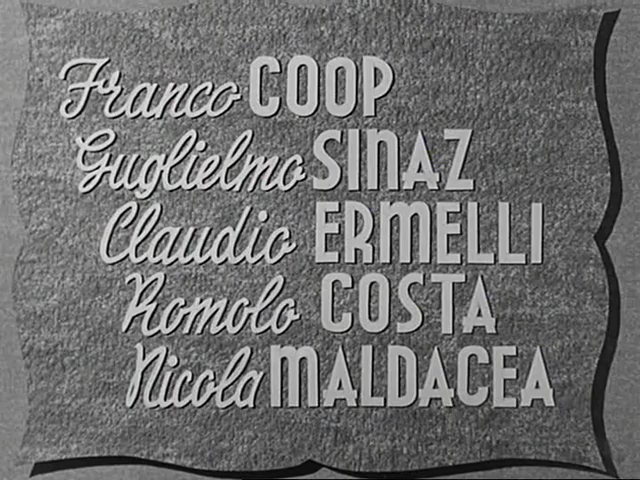 Franco COOP
Guglielmo SINAZ
Claudio ERMELLI
Romolo COSTA
Nicola MALDACEA